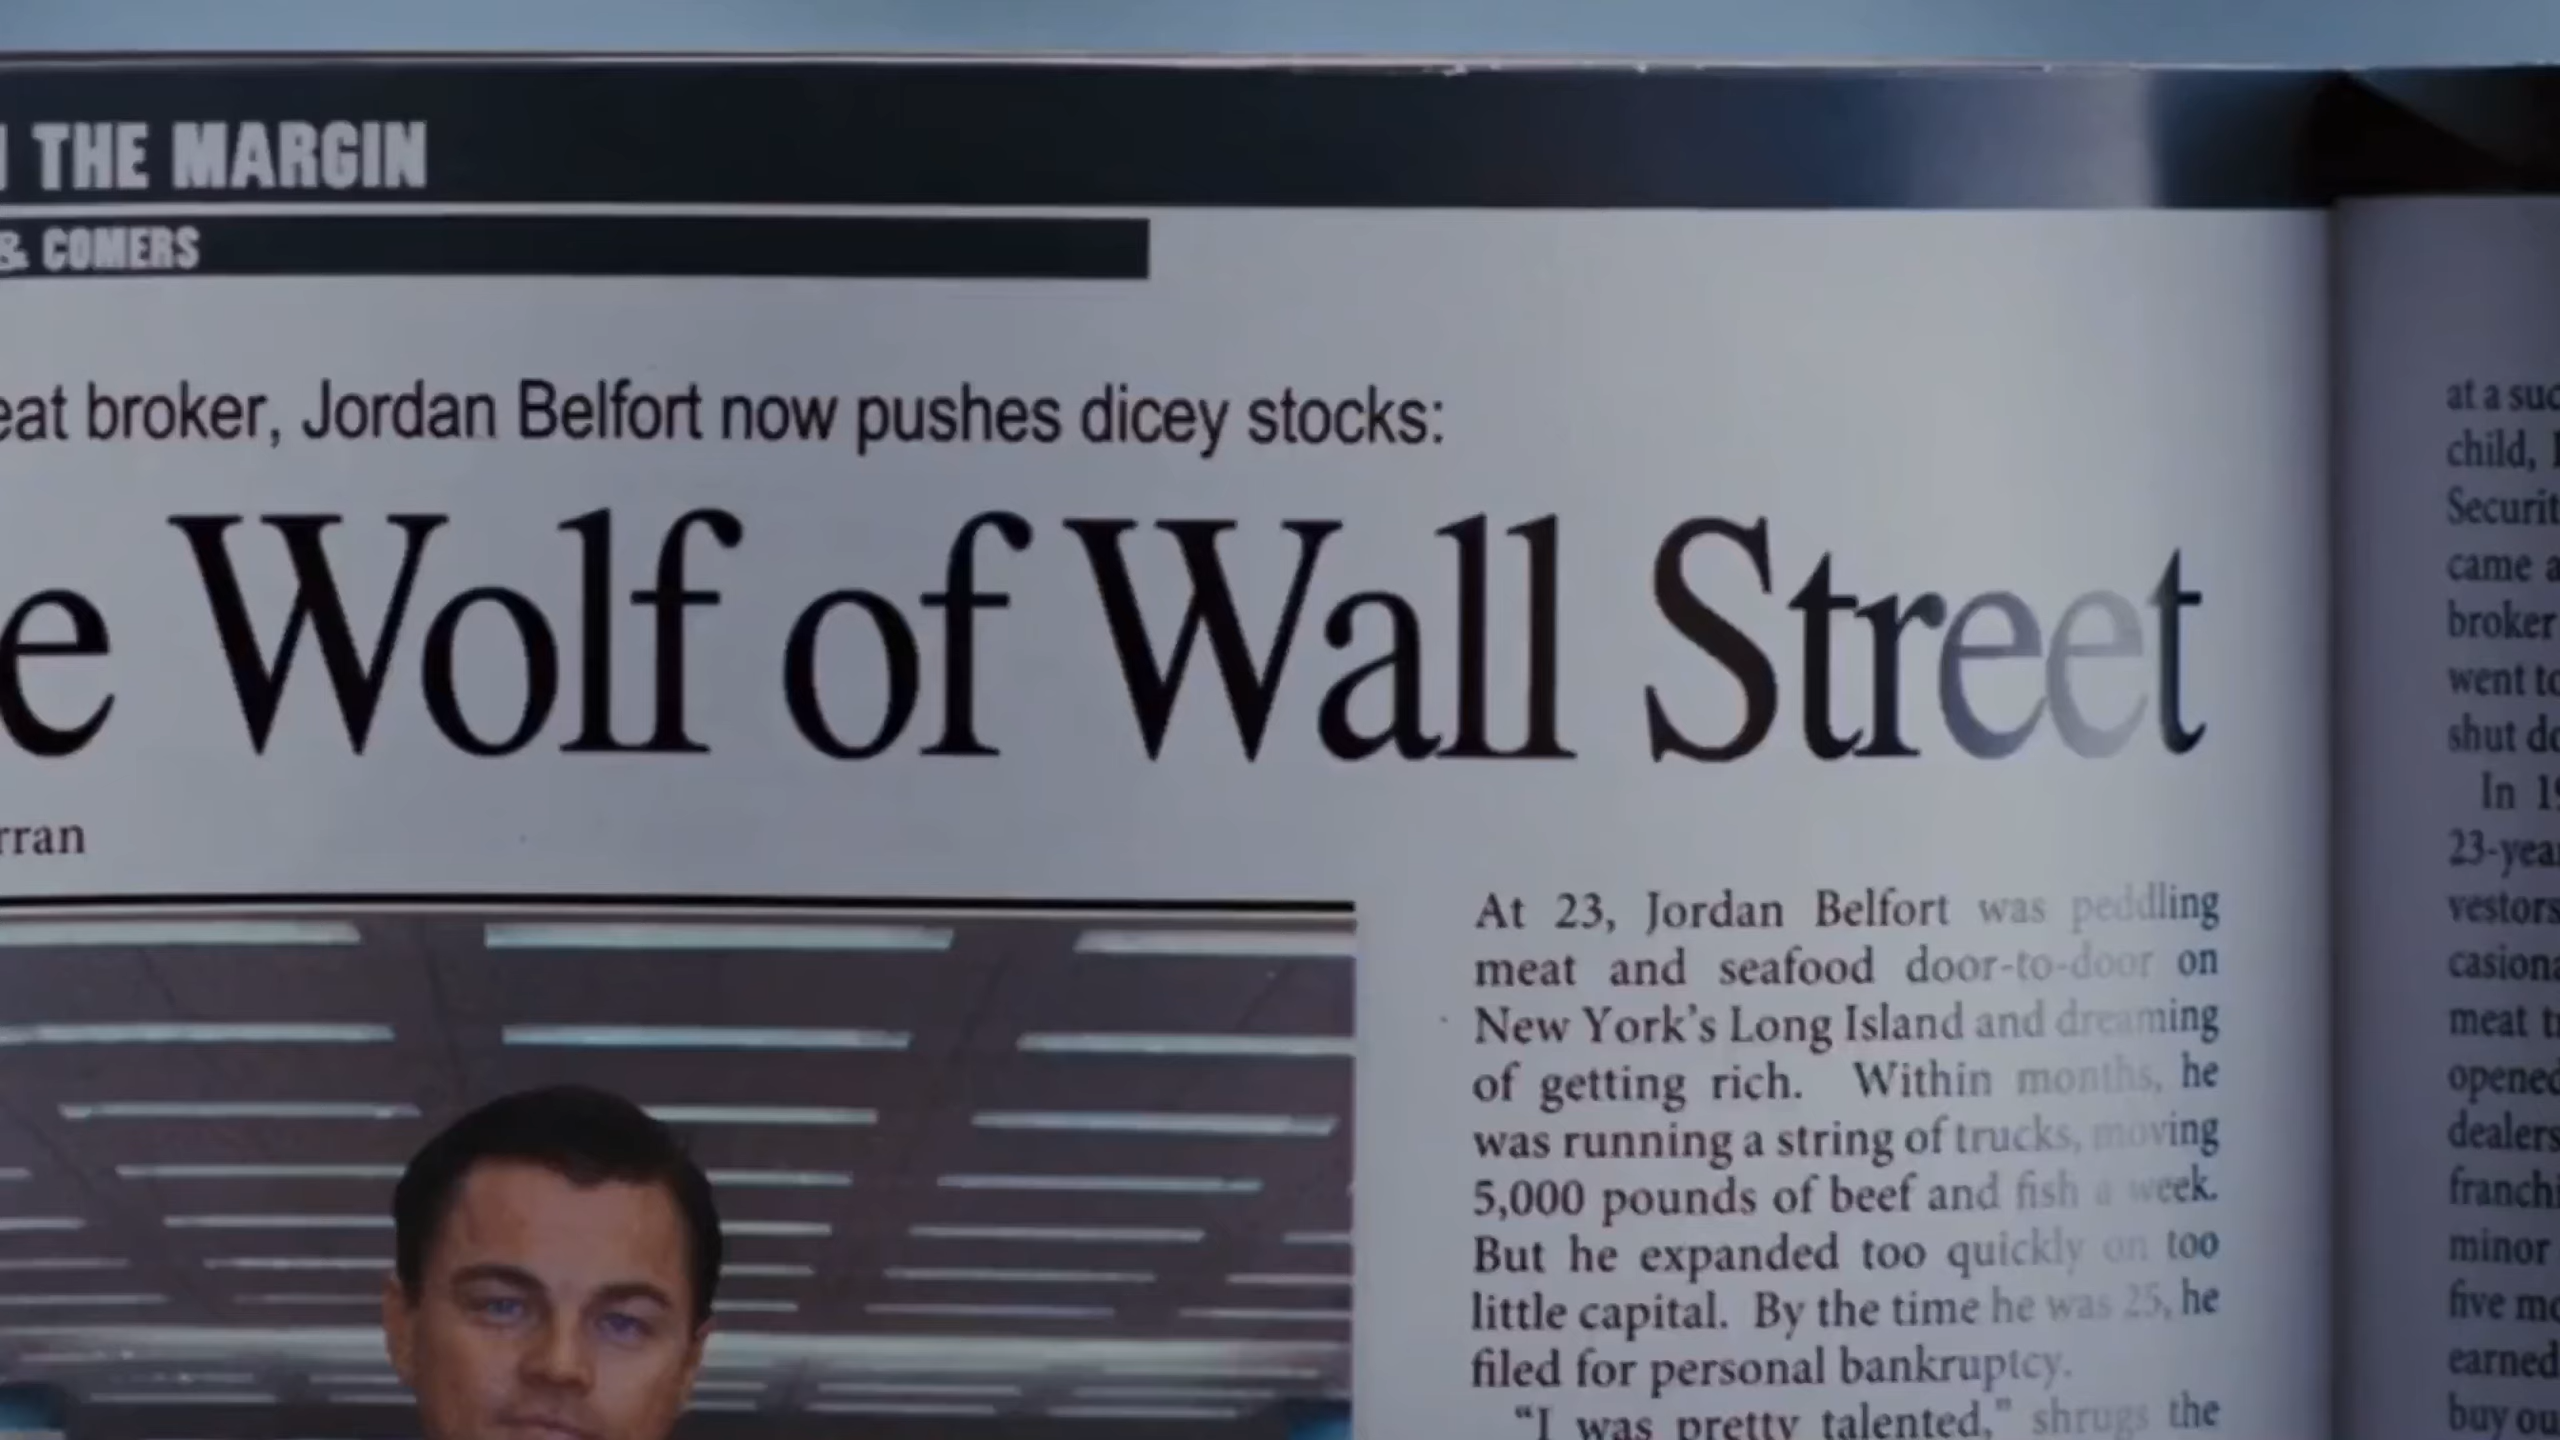 THE MARGIN
& COMERS
eat broker, Jordan Belfort now pushes dicey stocks:
e Wolf of Wall Street
rran
At 23, Jordan Belfort was peddling
meat and seafood door-to-door on
New York's Long Island and dreaming
of getting rich. Within months, he
was running a string of trucks, moving
5,000 pounds of beef and fish a week.
But he expanded too quickly on too
little capital. By the time he was 25, he
filed for personal bankruptcy.
"I was pretty talented," shrugs the
at a suc
child,
Securit
came a
broker
went to
shut do
In 19
23-year
vestors
casiona
meat tr
opened
dealers
franchi
minor
five mo
earned
buy ou